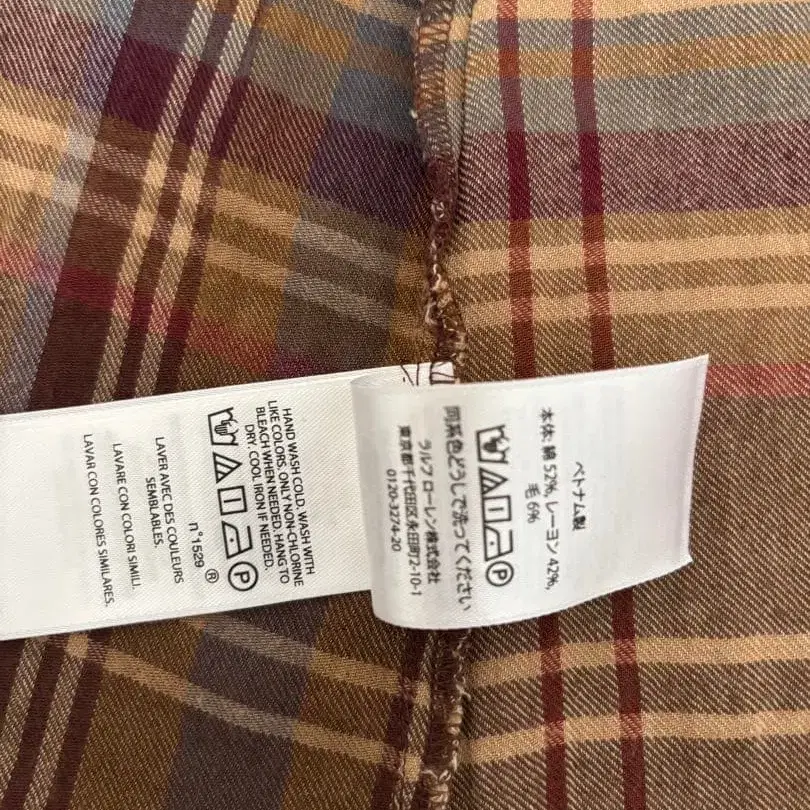 HAND WASH COLD. WASH WITH
LIKE COLORS. ONLY NON-CHLORINE
BLEACH WHEN NEEDED. HANG TO
DRY. COOL IRON IF NEEDED.
P
®
n°1529
LAVER AVEC DES COULEURS
SEMBLABLES.
LAVARE CON COLORI SIMILI.
LAVAR CON COLORES SIMILARES.
ベトナム製
本体: 綿 52%, レーヨン 42%,
毛 6%
P
同系色どうしで洗ってください
ラルフ ローレン株式会社
東京都千代田区永田町2-10-1
0120-3274-20